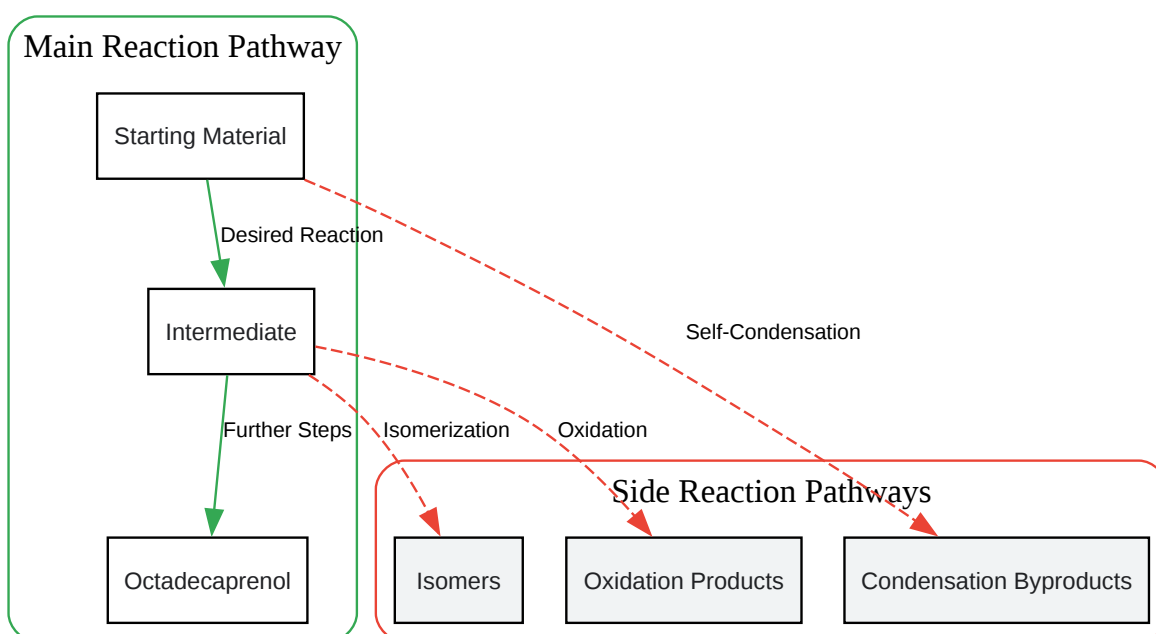 Main Reaction Pathway
Starting Material
Desired Reaction
Intermediate
Self-Condensation
Further Steps
Isomerization
Oxidation
Side Reaction Pathways
Octadecaprenol
Isomers
Oxidation Products
Condensation Byproducts